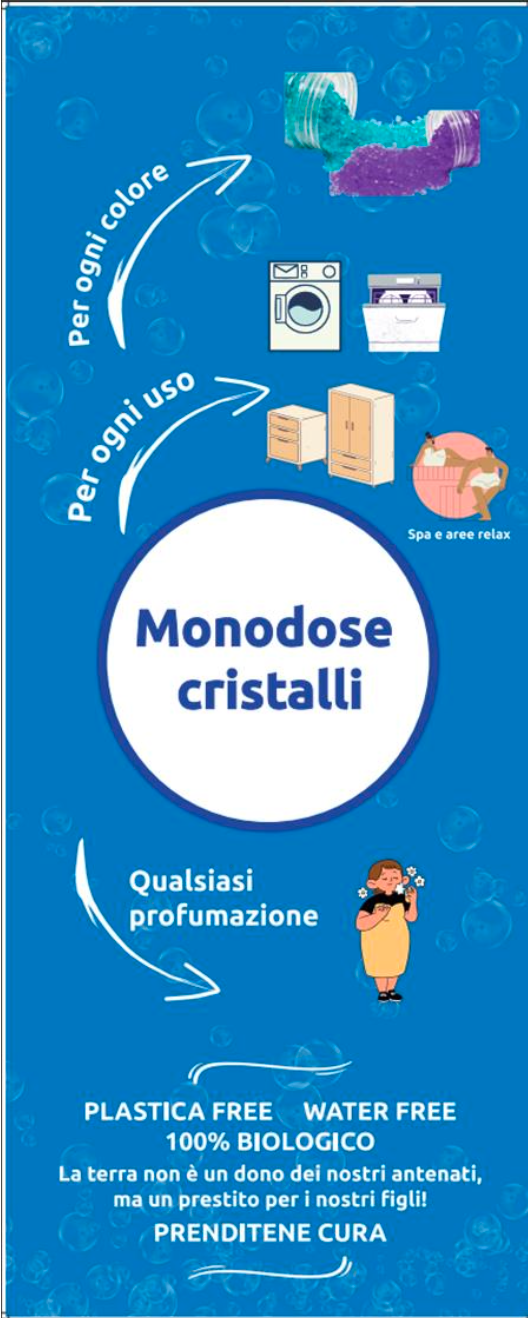 Per ogni colore
Per ogni uso
Spa e aree relax
Monodose
cristalli
Qualsiasi
profumazione
PLASTICA FREE WATER FREE
100% BIOLOGICO
La terra non è un dono dei nostri antenati,
ma un prestito per i nostri figli!
PRENDITENE CURA